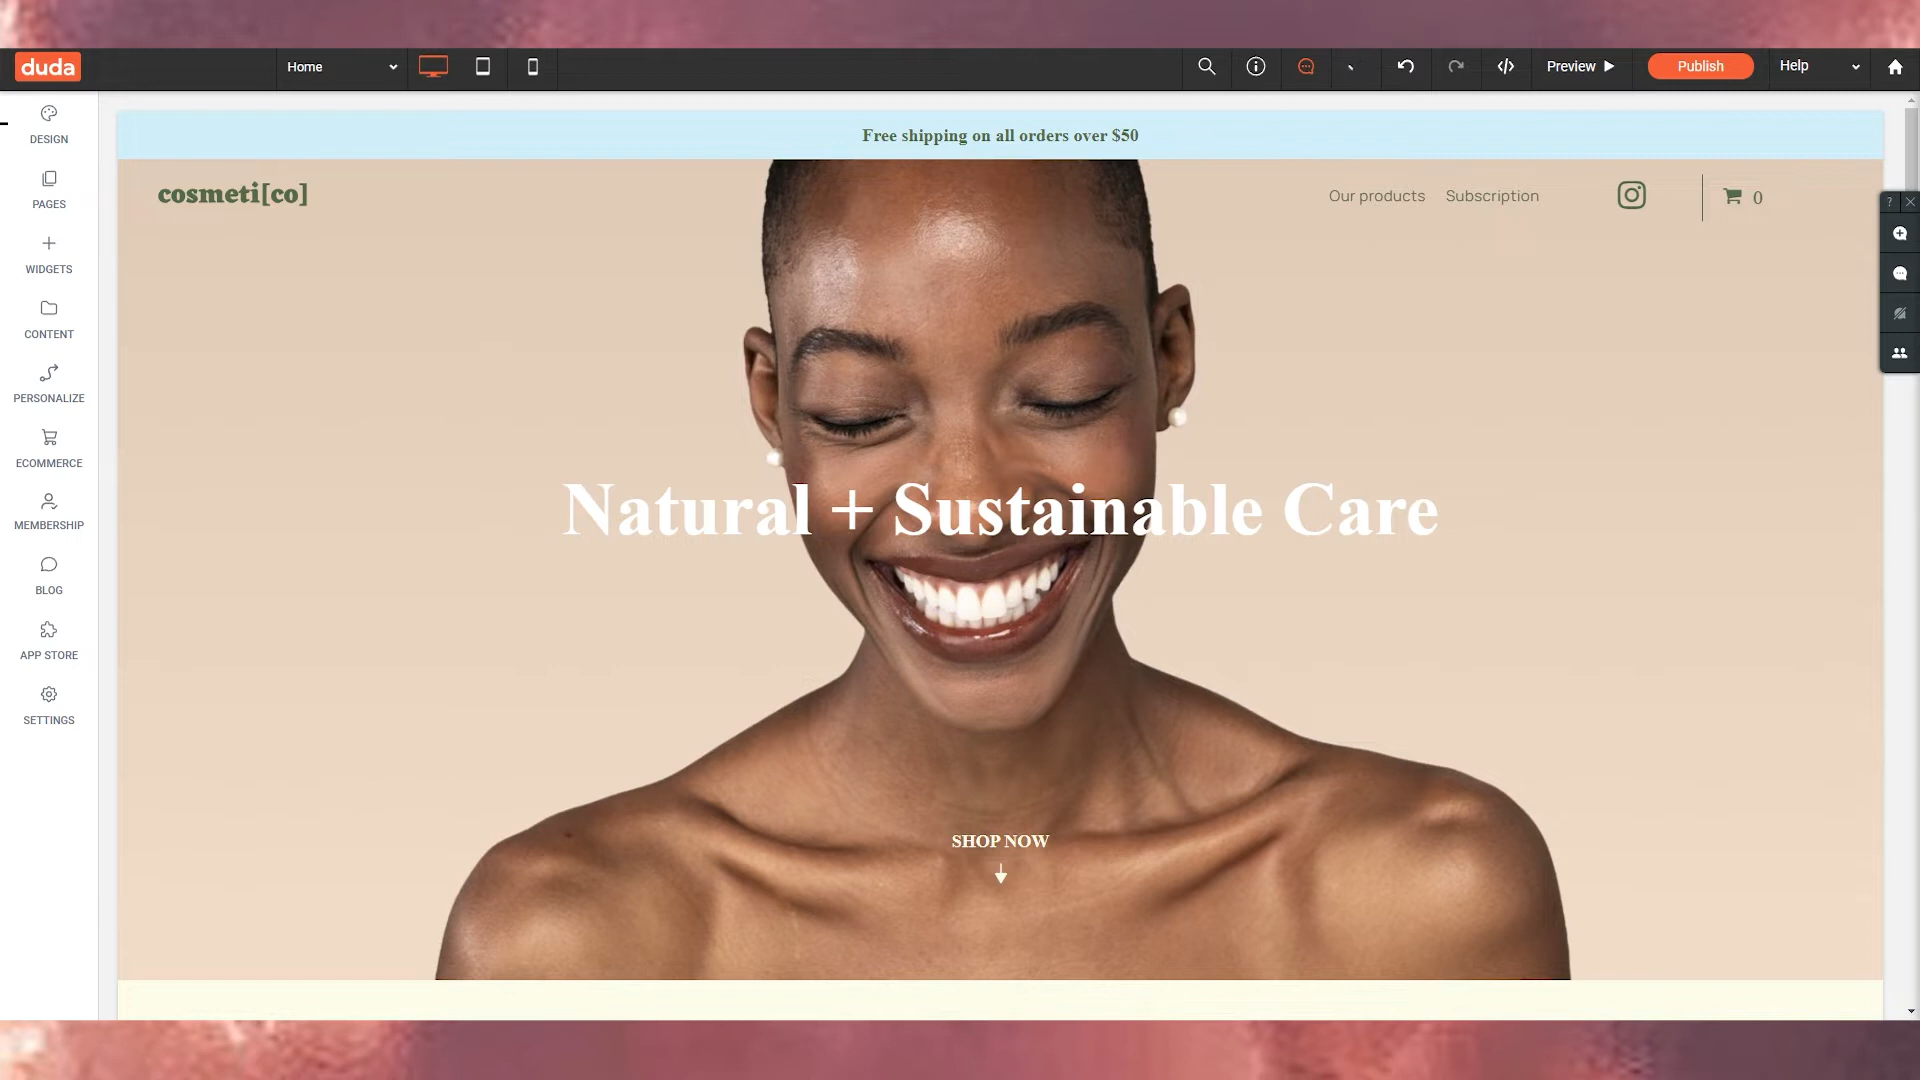 duda
Home
Preview
Publish
Help
DESIGN
PAGES
WIDGETS
CONTENT
PERSONALIZE
ECOMMERCE
MEMBERSHIP
BLOG
APP STORE
SETTINGS
Free shipping on all orders over $50
cosmeti[co]
Our products
Subscription
0
?
Natural + Sustainable Care
SHOP NOW